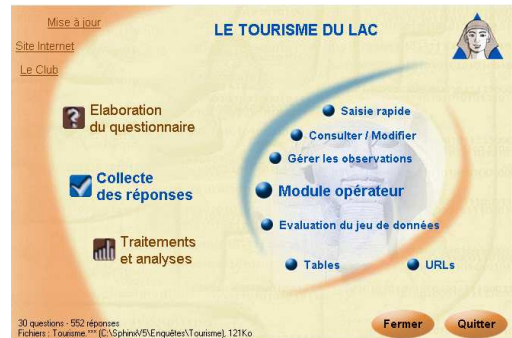 Mise à jour
Site Internet
Le Club
LE TOURISME DU LAC
Elaboration
du questionnaire
Collecte
des réponses
Traitements
et analyses
Saisie rapide
Consulter / Modifier
Gérer les observations
Module opérateur
Evaluation du jeu de données
Tables
URLs
30 questions - 552 réponses
Fichiers : Tourisme.*** (C:\SphinxV5\Enquêtes\Tourisme), 121Ko
Fermer
Quitter